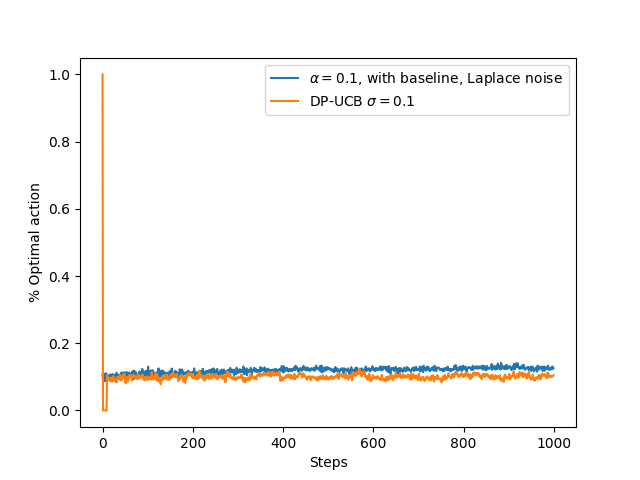 α = 0.1, with baseline, Laplace noise
DP-UCB σ = 0.1
1.0
0.8
0.6
0.4
0.2
0.0
% Optimal action
0 200 400 600 800 1000
Steps